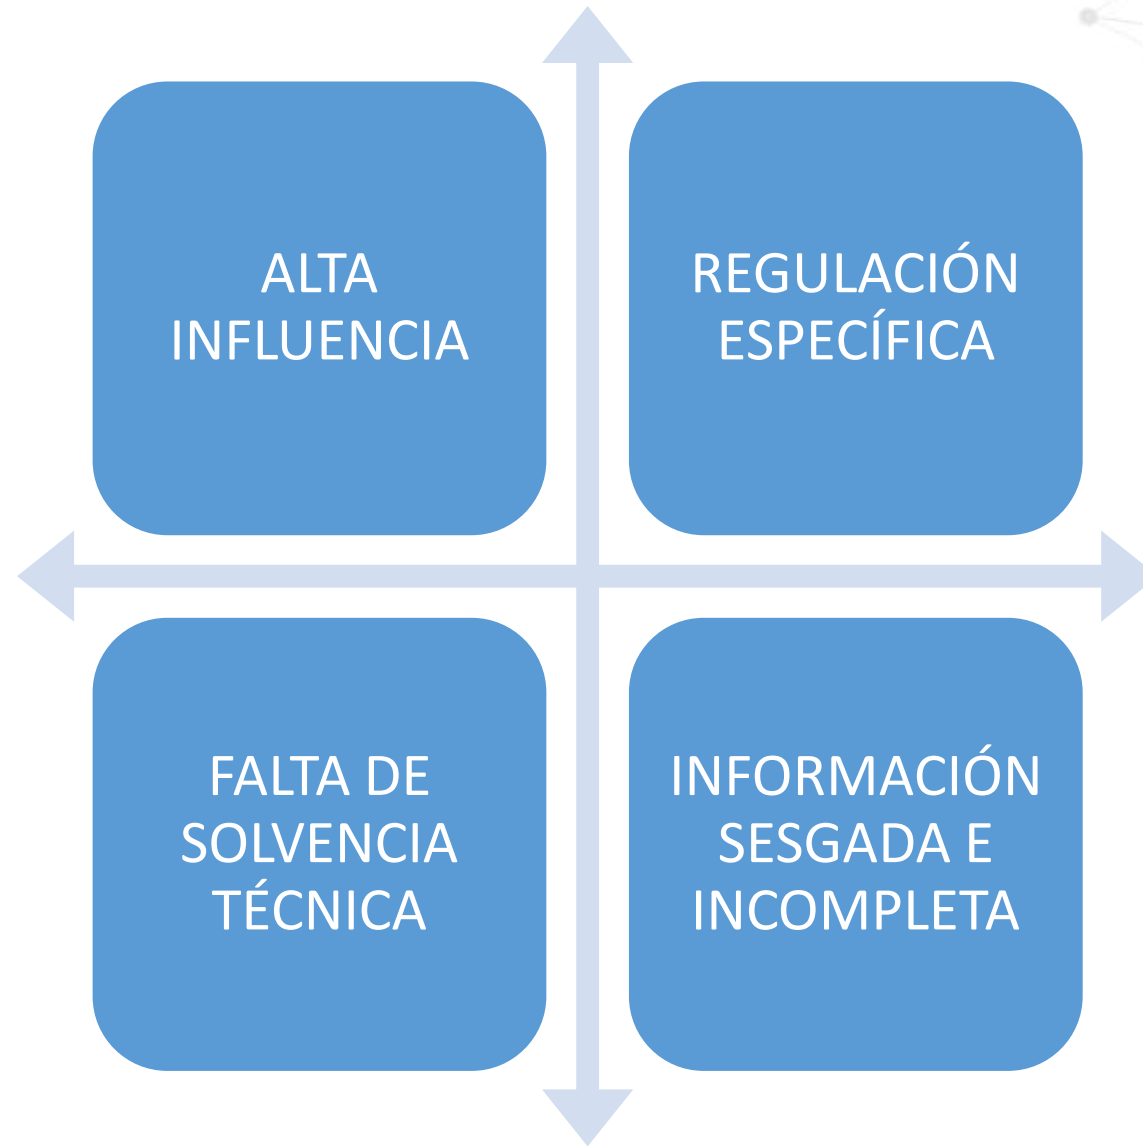 ALTA
INFLUENCIA
REGULACIÓN
ESPECÍFICA
FALTA DE
SOLVENCIA
TÉCNICA
INFORMACIÓN
SESGADA E
INCOMPLETA